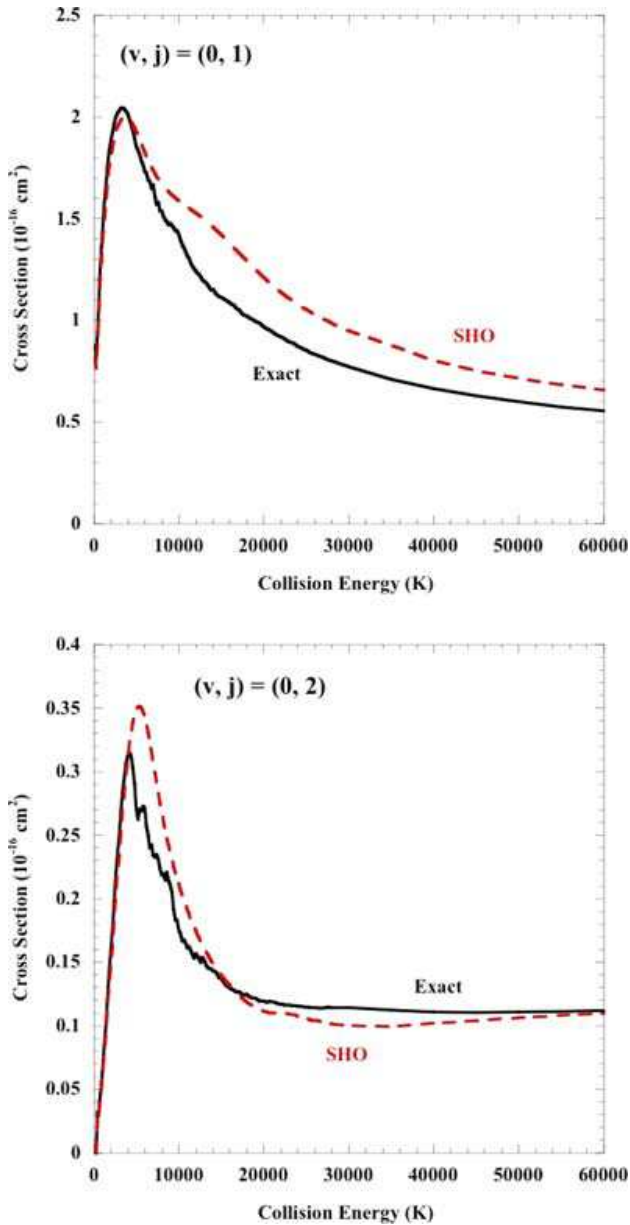 2.5
(v, j) = (0, 1)
2
1.5
1
0.5
0
Cross Section (10⁻¹⁶ cm²)
SHO
Exact
0 10000 20000 30000 40000 50000 60000
Collision Energy (K)
0.4
(v, j) = (0, 2)
0.35
0.3
0.25
0.2
0.15
0.1
0.05
0
Cross Section (10⁻¹⁶ cm²)
Exact
SHO
0 10000 20000 30000 40000 50000 60000
Collision Energy (K)